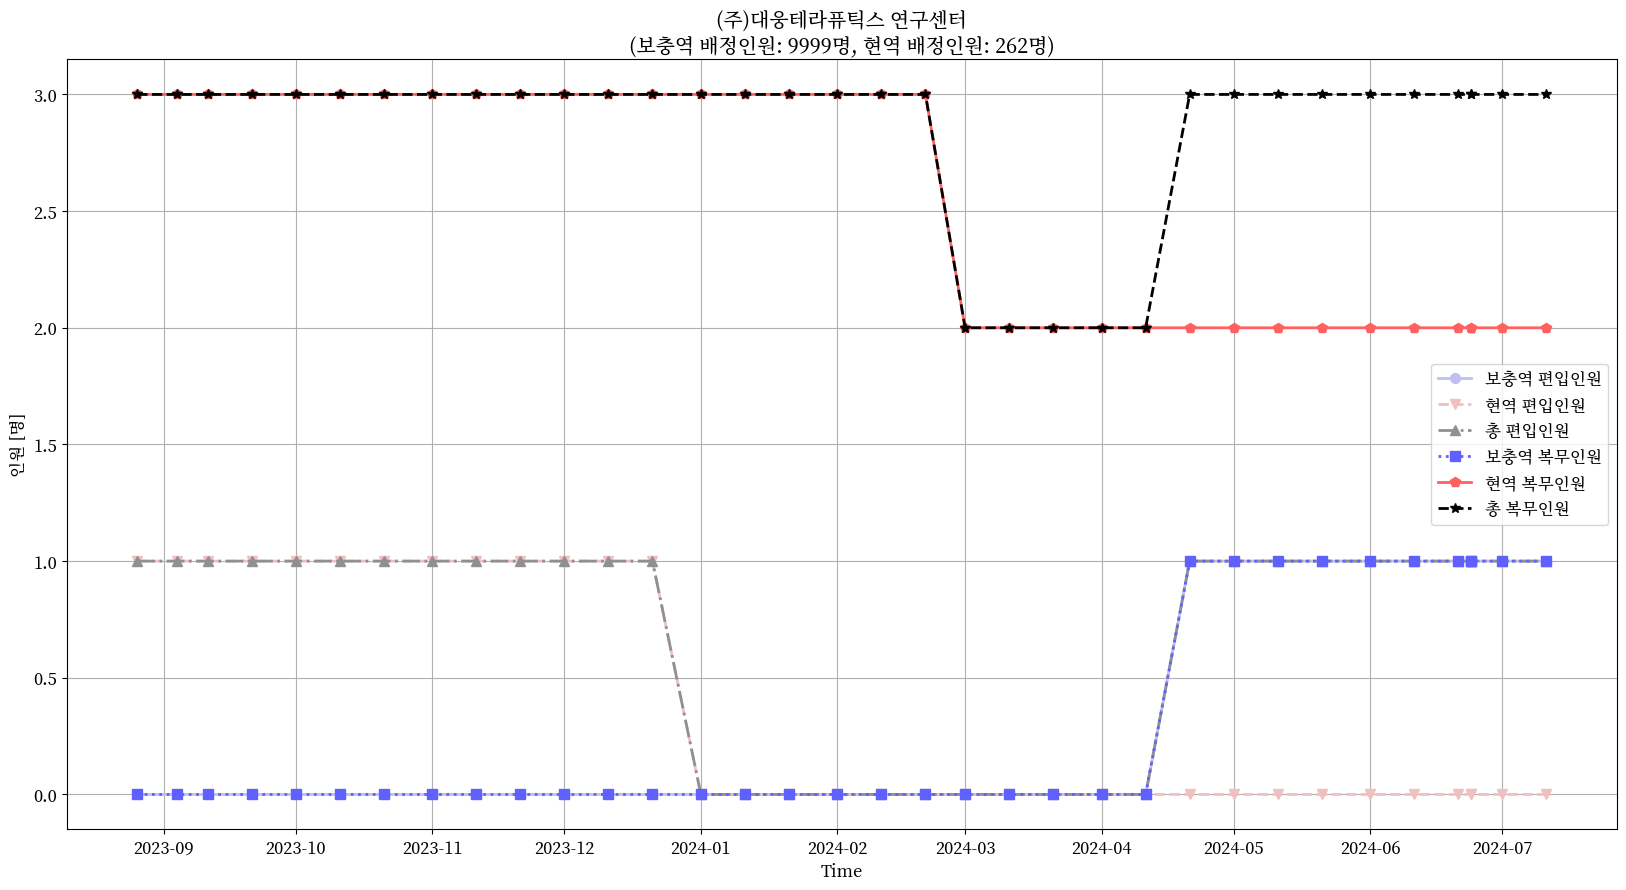 (주)대웅테라퓨틱스 연구센터
(보충역 배정인원: 9999명, 현역 배정인원: 262명)
인원 [명]
3.0
2.5
2.0
1.5
1.0
0.5
0.0
보충역 편입인원
현역 편입인원
총 편입인원
보충역 복무인원
현역 복무인원
총 복무인원
2023-09 2023-10 2023-11 2023-12 2024-01 2024-02 2024-03 2024-04 2024-05 2024-06 2024-07
Time